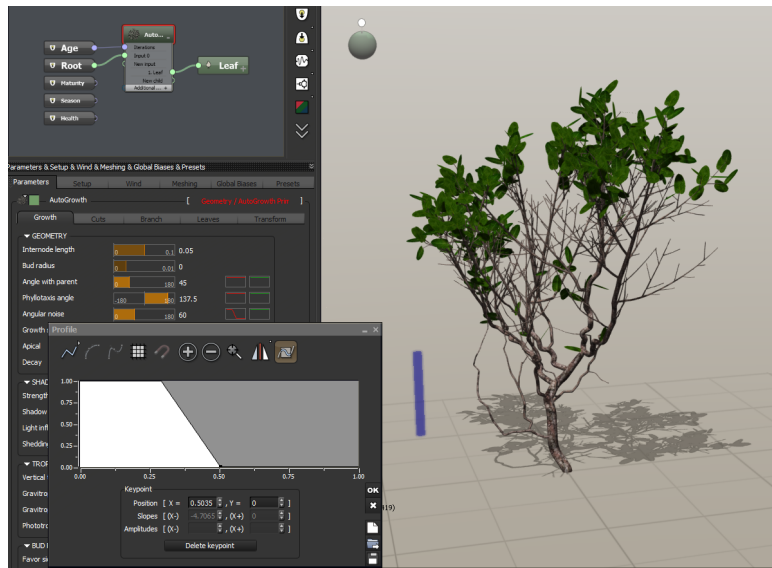 Auto...
Age
Iterations
Input 0
Root
New input
1. Leaf
Leaf
New child
Maturity
Additional ...
Season
Health
Parameters & Setup & Wind & Meshing & Global Biases & Presets
Parameters Setup Wind Meshing Global Biases Presets
AutoGrowth [ Geometry / AutoGrowth Prin ]
Growth Cuts Branch Leaves Transform
GEOMETRY
Internode length 0 0.1 0.05
Bud radius 0 0.01 0
Angle with parent 0 180 45
Phyllotaxis angle -180 180 137.5
Angular noise 0 180 60
Growth
Profile
Apical
Decay
SHAD
Strength
Shadow
Light infl
Shedding
TROP
Vertical
Gravitro
Gravitro
Phototro
BUD
Favor si
1.00
0.75
0.50
0.25
0.00
0.00 0.25 0.50 0.75 1.00
Keypoint
Position [ X = 0.5035 , Y = 0 ]
Slopes [ (X-) -4.7065 , (X+) 0 ]
Amplitudes [ (X-) , (X+) ]
Delete keypoint
OK
019)